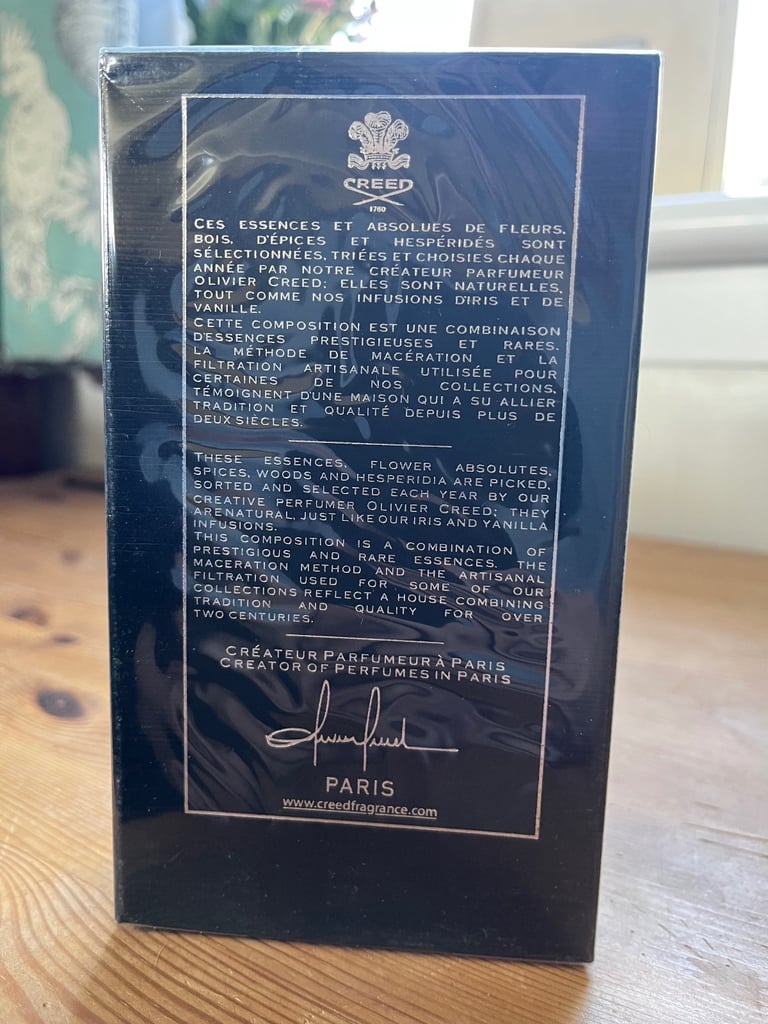 CREED
1760
CES ESSENCES ET ABSOLUES DE FLEURS,
BOIS, D'ÉPICES ET HESPÉRIDÉS SONT
SÉLECTIONNÉES, TRIÉES ET CHOISIES CHAQUE
ANNÉE PAR NOTRE CRÉATEUR PARFUMEUR
OLIVIER CREED; ELLES SONT NATURELLES,
TOUT COMME NOS INFUSIONS D'IRIS ET DE
VANILLE.
CETTE COMPOSITION EST UNE COMBINAISON
D'ESSENCES PRESTIGIEUSES ET RARES.
LA MÉTHODE DE MACÉRATION ET LA
FILTRATION ARTISANALE UTILISÉE POUR
CERTAINES DE NOS COLLECTIONS,
TÉMOIGNENT D'UNE MAISON QUI A SU ALLIER
TRADITION ET QUALITÉ DEPUIS PLUS DE
DEUX SIÈCLES.
THESE ESSENCES, FLOWER ABSOLUTES,
SPICES, WOODS AND HESPERIDIA ARE PICKED,
SORTED AND SELECTED EACH YEAR BY OUR
CREATIVE PERFUMER OLIVIER CREED; THEY
ARE NATURAL, JUST LIKE OUR IRIS AND VANILLA
INFUSIONS.
THIS COMPOSITION IS A COMBINATION OF
PRESTIGIOUS AND RARE ESSENCES. THE
MACERATION METHOD AND THE ARTISANAL
FILTRATION USED FOR SOME OF OUR
COLLECTIONS REFLECT A HOUSE COMBINING
TRADITION AND QUALITY FOR OVER
TWO CENTURIES.
CRÉATEUR PARFUMEUR À PARIS
CREATOR OF PERFUMES IN PARIS
Olivier Creed
PARIS
www.creedfragrance.com